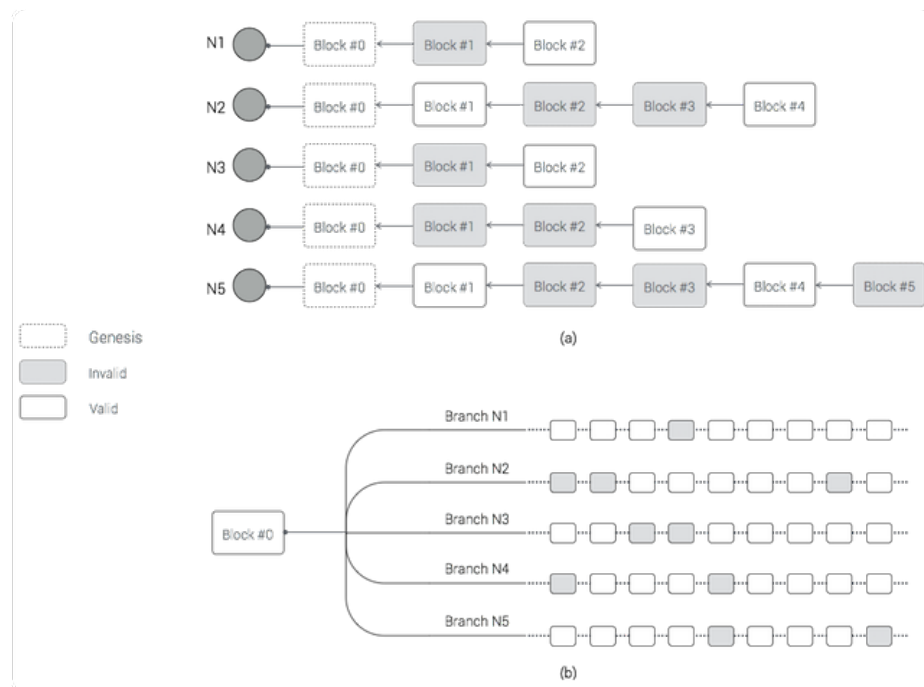 N1 Block #0 Block #1 Block #2
N2 Block #0 Block #1 Block #2 Block #3 Block #4
N3 Block #0 Block #1 Block #2
N4 Block #0 Block #1 Block #2 Block #3
N5 Block #0 Block #1 Block #2 Block #3 Block #4 Block #5
(a)
Genesis
Invalid
Valid
Branch N1
Branch N2
Branch N3
Block #0
Branch N4
Branch N5
(b)